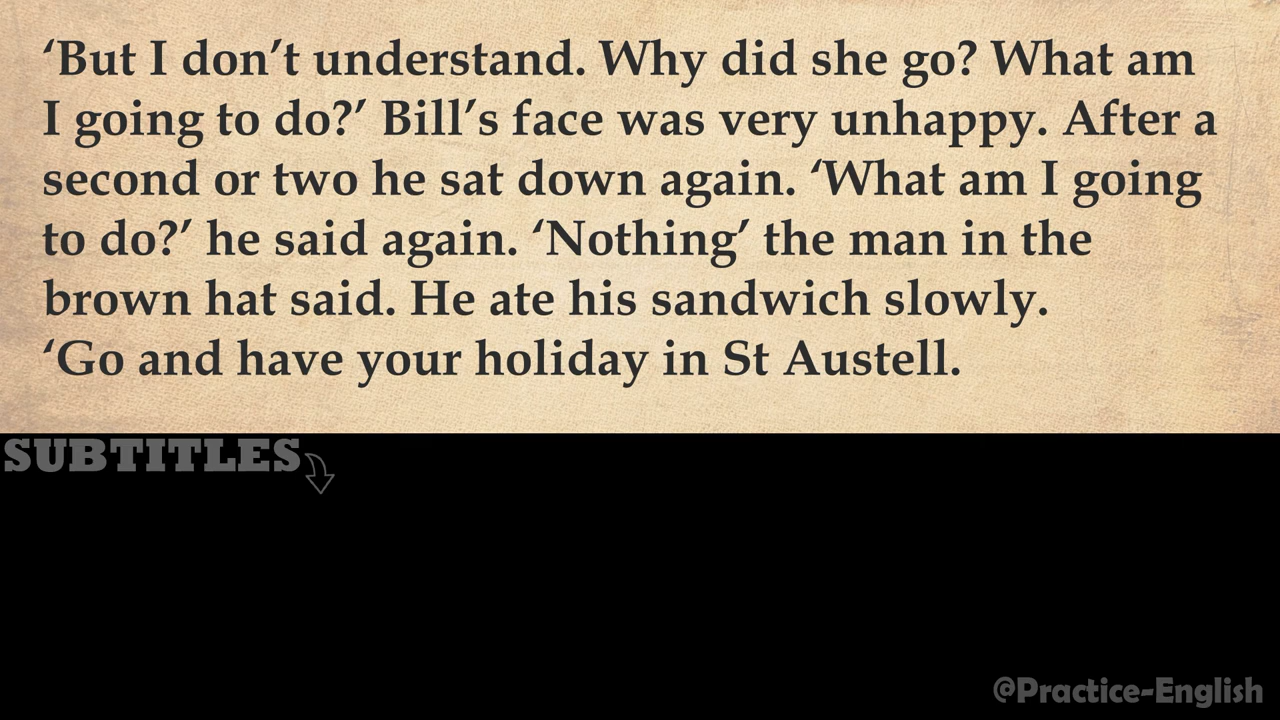 ‘But I don’t understand. Why did she go? What am
I going to do?’ Bill’s face was very unhappy. After a
second or two he sat down again. ‘What am I going
to do?’ he said again. ‘Nothing’ the man in the
brown hat said. He ate his sandwich slowly.
‘Go and have your holiday in St Austell.
SUBTITLES
@Practice-English